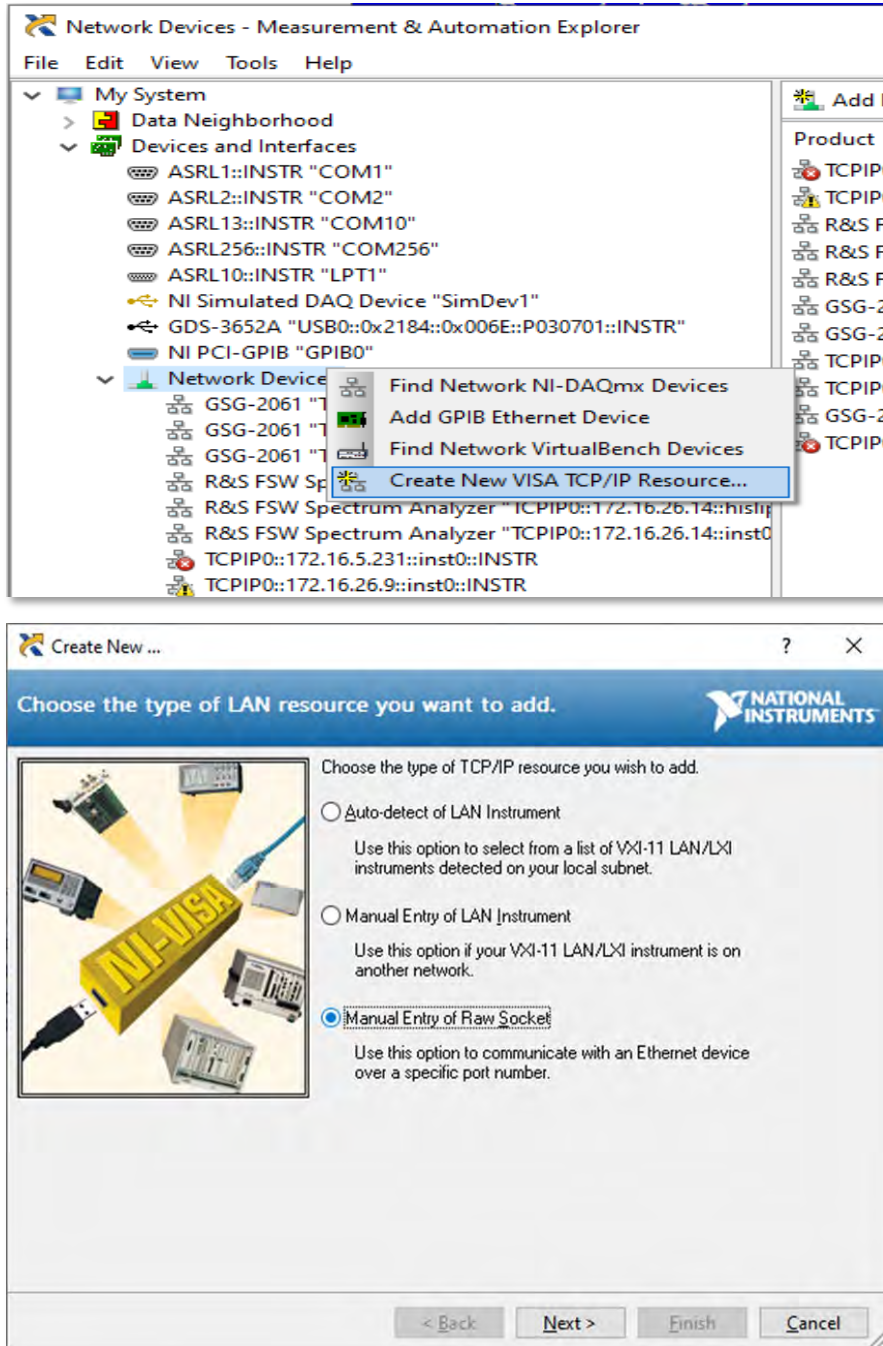 Network Devices - Measurement & Automation Explorer
File Edit View Tools Help
My System
Data Neighborhood
Devices and Interfaces
ASRL1::INSTR "COM1"
ASRL2::INSTR "COM2"
ASRL13::INSTR "COM10"
ASRL256::INSTR "COM256"
ASRL10::INSTR "LPT1"
NI Simulated DAQ Device "SimDev1"
GDS-3652A "USB0::0x2184::0x006E::P030701::INSTR"
NI PCI-GPIB "GPIB0"
Network Device
GSG-2061 "T
GSG-2061 "T
GSG-2061 "T
R&S FSW Sp
R&S FSW Spectrum Analyzer "TCPIP0::172.16.26.14::hislip
R&S FSW Spectrum Analyzer "TCPIP0::172.16.26.14::inst0
TCPIP0::172.16.5.231::inst0::INSTR
TCPIP0::172.16.26.9::inst0::INSTR
Find Network NI-DAQmx Devices
Add GPIB Ethernet Device
Find Network VirtualBench Devices
Create New VISA TCP/IP Resource...
Add
Product
TCPIP
TCPIP
R&S F
R&S F
R&S F
GSG-2
GSG-2
TCPIP
TCPIP
GSG-2
TCPIP
Create New ...
? ×
Choose the type of LAN resource you want to add.
NATIONAL
INSTRUMENTS
NI-VISA
Choose the type of TCP/IP resource you wish to add.
Auto-detect of LAN Instrument
Use this option to select from a list of VXI-11 LAN/LXI
instruments detected on your local subnet.
Manual Entry of LAN Instrument
Use this option if your VXI-11 LAN/LXI instrument is on
another network.
Manual Entry of Raw Socket
Use this option to communicate with an Ethernet device
over a specific port number.
< Back Next > Finish Cancel